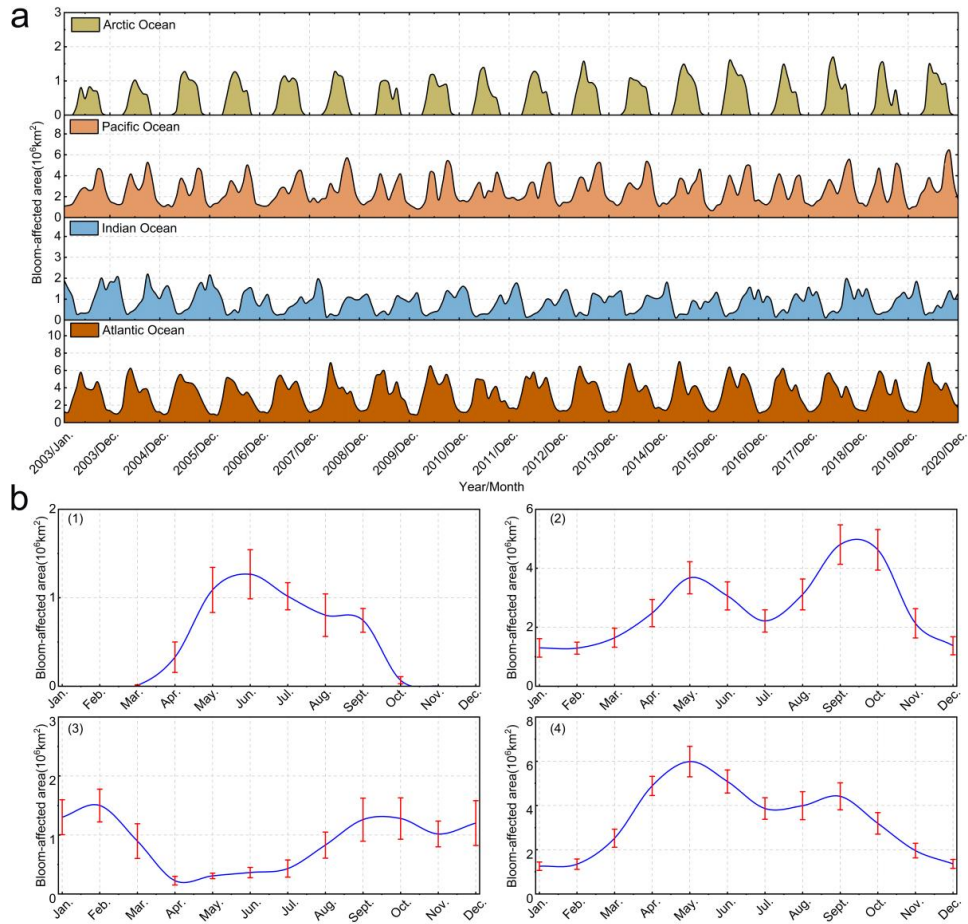 a
Arctic Ocean
3
2
1
0
Pacific Ocean
8
6
4
2
0
Indian Ocean
4
3
2
1
0
Atlantic Ocean
10
8
6
4
2
0
Bloom-affected area(10⁶km²)
2003/Jan. 2003/Dec. 2004/Dec. 2005/Dec. 2006/Dec. 2007/Dec. 2008/Dec. 2009/Dec. 2010/Dec. 2011/Dec. 2012/Dec. 2013/Dec. 2014/Dec. 2015/Dec. 2016/Dec. 2017/Dec. 2018/Dec. 2019/Dec. 2020/Dec.
Year/Month
b
(1)
Bloom-affected area(10⁶km²)
2
1
0
Jan. Feb. Mar. Apr. May. Jun. Jul. Aug. Sept. Oct. Nov. Dec.
(2)
Bloom-affected area(10⁶km²)
6
4
2
0
Jan. Feb. Mar. Apr. May. Jun. Jul. Aug. Sept. Oct. Nov. Dec.
(3)
Bloom-affected area(10⁶km²)
3
2
1
0
Jan. Feb. Mar. Apr. May. Jun. Jul. Aug. Sept. Oct. Nov. Dec.
(4)
Bloom-affected area(10⁶km²)
8
6
4
2
0
Jan. Feb. Mar. Apr. May. Jun. Jul. Aug. Sept. Oct. Nov. Dec.